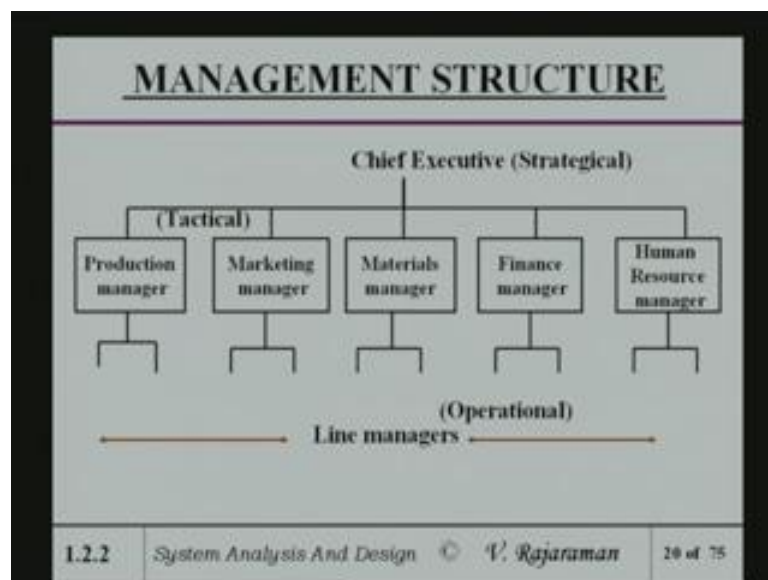 MANAGEMENT STRUCTURE
Chief Executive (Strategical)
(Tactical)
Production
manager
Marketing
manager
Materials
manager
Finance
manager
Human
Resource
manager
(Operational)
Line managers
1.2.2 System Analysis And Design © V. Rajaraman 20 of 75